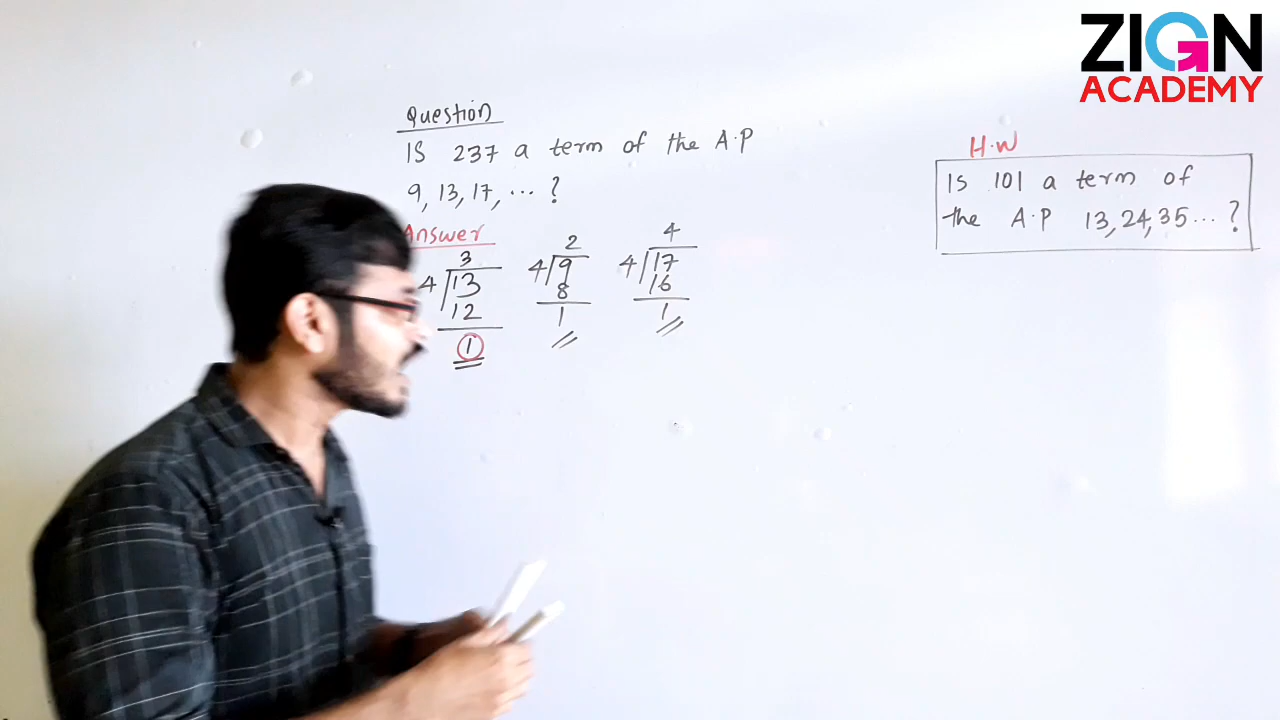 ZIGN
ACADEMY
Question
Is 237 a term of the A.P
9, 13, 17, ... ?
Answer
3
4 13
12
1
2
4 9
8
1
4
4 17
16
1
H.W
Is 101 a term of
the A.P 13, 24, 35 ... ?